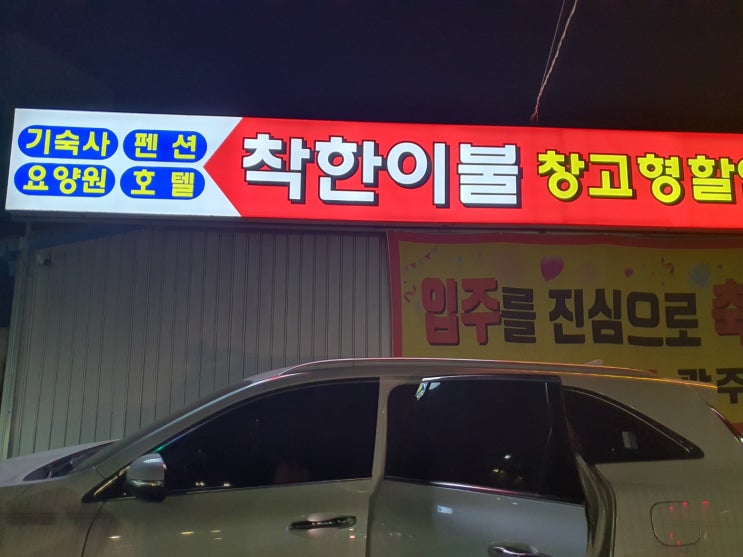 기숙사 펜션
요양원 호텔
착한이불 창고형할
입주를 진심으로